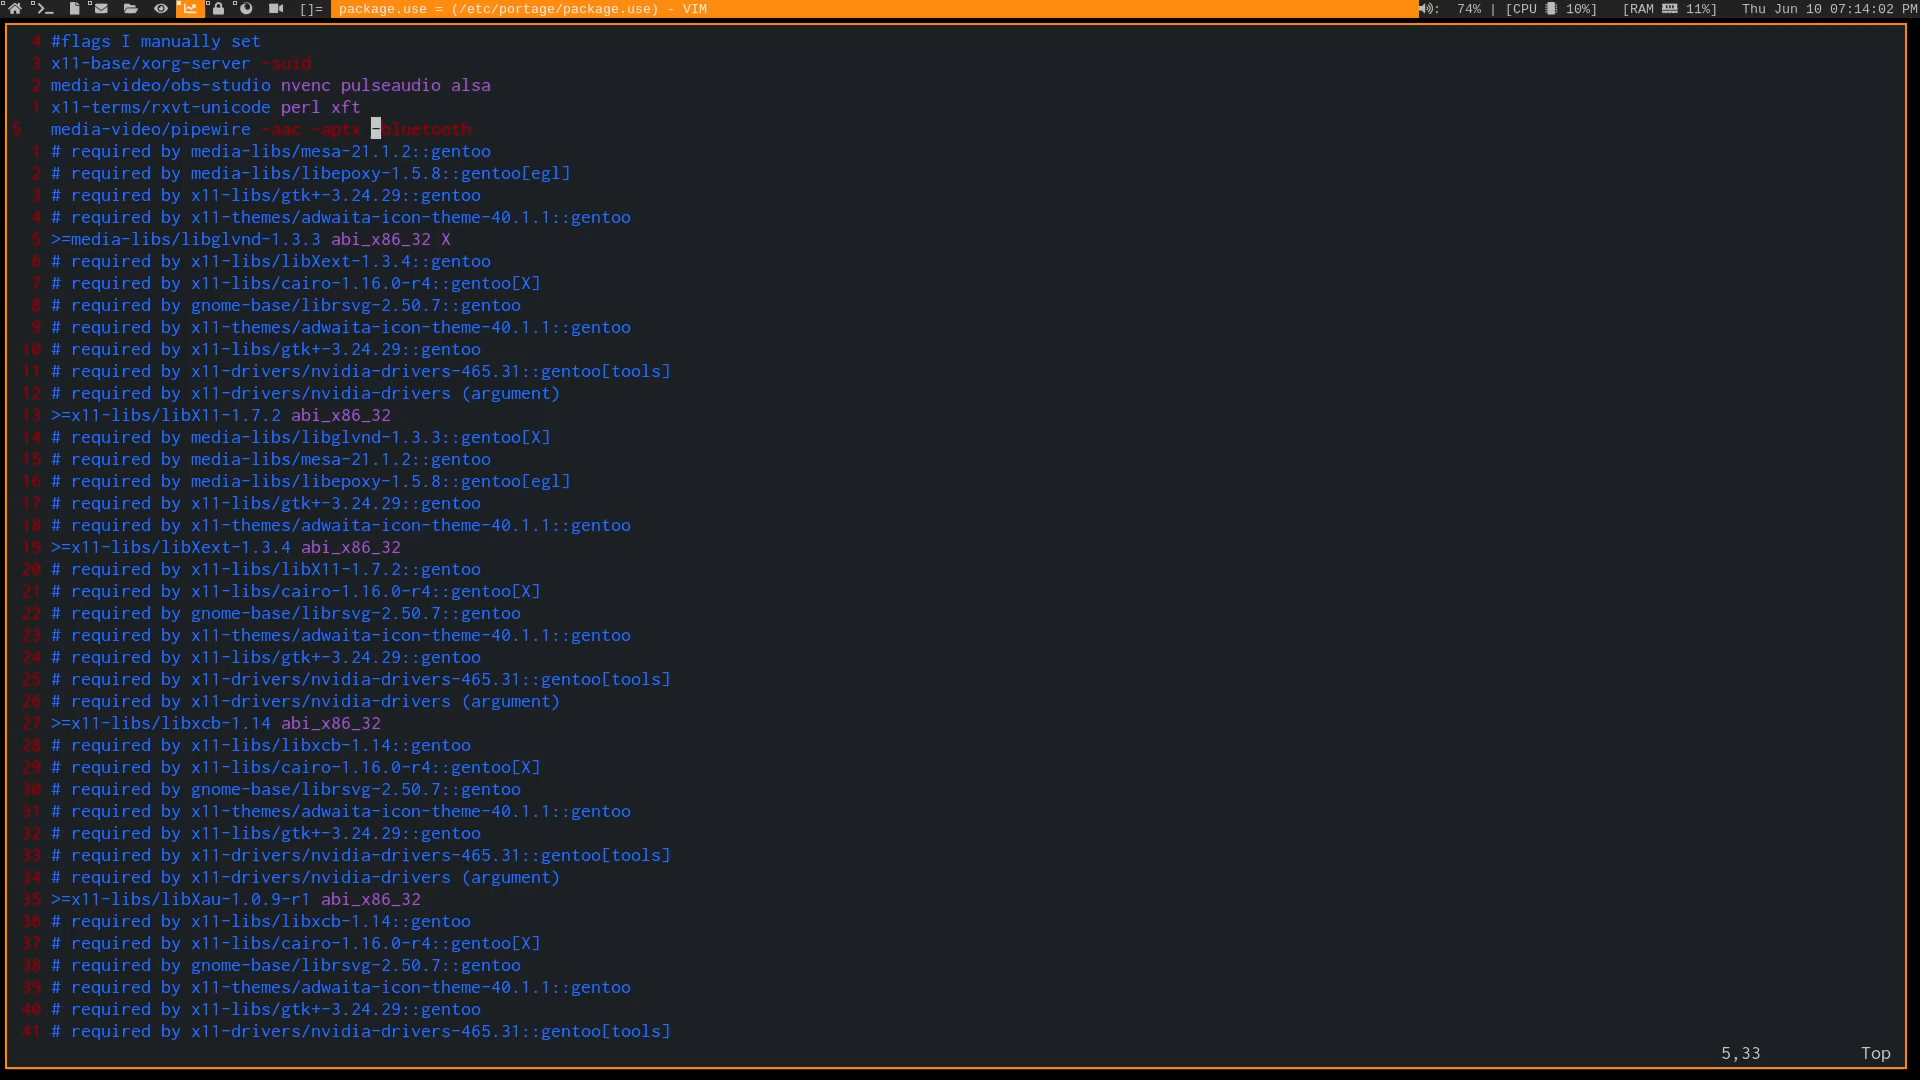 []= package.use = (/etc/portage/package.use) - VIM : 74% | [CPU 10%] [RAM 11%] Thu Jun 10 07:14:02 PM
4 #flags I manually set
3 x11-base/xorg-server -suid
2 media-video/obs-studio nvenc pulseaudio alsa
1 x11-terms/rxvt-unicode perl xft
5 media-video/pipewire -aac -aptx -bluetooth
1 # required by media-libs/mesa-21.1.2::gentoo
2 # required by media-libs/libepoxy-1.5.8::gentoo[egl]
3 # required by x11-libs/gtk+-3.24.29::gentoo
4 # required by x11-themes/adwaita-icon-theme-40.1.1::gentoo
5 >=media-libs/libglvnd-1.3.3 abi_x86_32 X
6 # required by x11-libs/libXext-1.3.4::gentoo
7 # required by x11-libs/cairo-1.16.0-r4::gentoo[X]
8 # required by gnome-base/librsvg-2.50.7::gentoo
9 # required by x11-themes/adwaita-icon-theme-40.1.1::gentoo
10 # required by x11-libs/gtk+-3.24.29::gentoo
11 # required by x11-drivers/nvidia-drivers-465.31::gentoo[tools]
12 # required by x11-drivers/nvidia-drivers (argument)
13 >=x11-libs/libX11-1.7.2 abi_x86_32
14 # required by media-libs/libglvnd-1.3.3::gentoo[X]
15 # required by media-libs/mesa-21.1.2::gentoo
16 # required by media-libs/libepoxy-1.5.8::gentoo[egl]
17 # required by x11-libs/gtk+-3.24.29::gentoo
18 # required by x11-themes/adwaita-icon-theme-40.1.1::gentoo
19 >=x11-libs/libXext-1.3.4 abi_x86_32
20 # required by x11-libs/libX11-1.7.2::gentoo
21 # required by x11-libs/cairo-1.16.0-r4::gentoo[X]
22 # required by gnome-base/librsvg-2.50.7::gentoo
23 # required by x11-themes/adwaita-icon-theme-40.1.1::gentoo
24 # required by x11-libs/gtk+-3.24.29::gentoo
25 # required by x11-drivers/nvidia-drivers-465.31::gentoo[tools]
26 # required by x11-drivers/nvidia-drivers (argument)
27 >=x11-libs/libxcb-1.14 abi_x86_32
28 # required by x11-libs/libxcb-1.14::gentoo
29 # required by x11-libs/cairo-1.16.0-r4::gentoo[X]
30 # required by gnome-base/librsvg-2.50.7::gentoo
31 # required by x11-themes/adwaita-icon-theme-40.1.1::gentoo
32 # required by x11-libs/gtk+-3.24.29::gentoo
33 # required by x11-drivers/nvidia-drivers-465.31::gentoo[tools]
34 # required by x11-drivers/nvidia-drivers (argument)
35 >=x11-libs/libXau-1.0.9-r1 abi_x86_32
36 # required by x11-libs/libxcb-1.14::gentoo
37 # required by x11-libs/cairo-1.16.0-r4::gentoo[X]
38 # required by gnome-base/librsvg-2.50.7::gentoo
39 # required by x11-themes/adwaita-icon-theme-40.1.1::gentoo
40 # required by x11-libs/gtk+-3.24.29::gentoo
41 # required by x11-drivers/nvidia-drivers-465.31::gentoo[tools]
5,33 Top